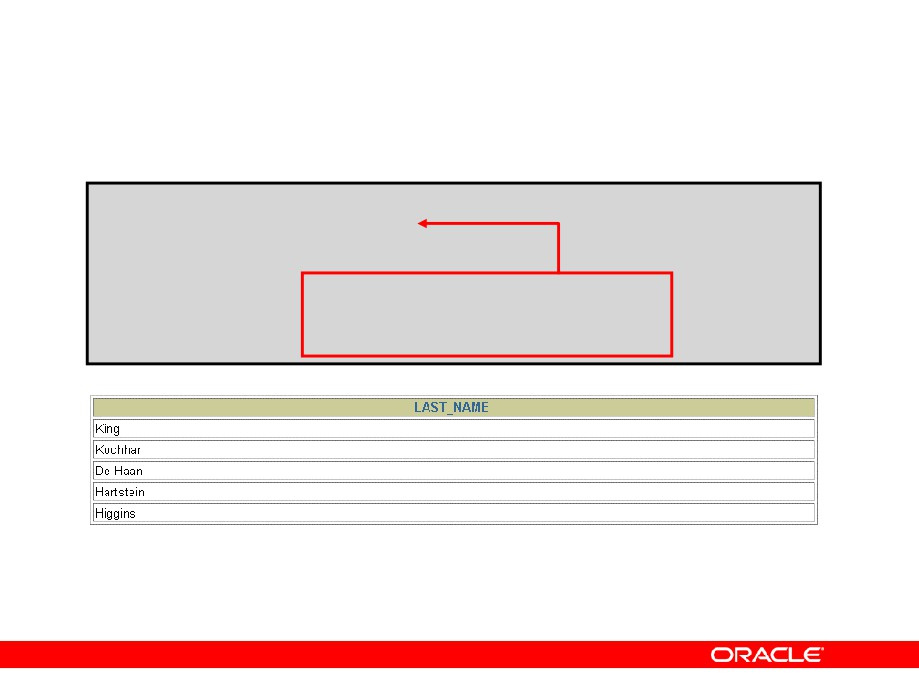 LAST_NAME
King
Kochhar
De Haan
Hartstein
Higgins
ORACLE